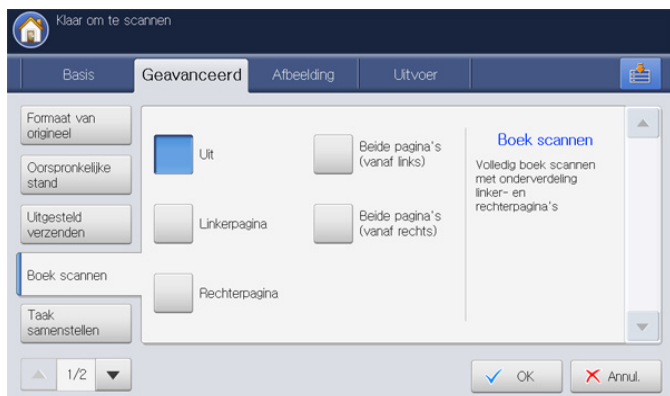 Klaar om te scannen
Basis
Geavanceerd
Afbeelding
Uitvoer
Formaat van
origineel
Oorspronkelijke
stand
Uitgesteld
verzenden
Boek scannen
Taak
samenstellen
1/2
Uit
Linkerpagina
Rechterpagina
Beide pagina's
(vanaf links)
Beide pagina's
(vanaf rechts)
Boek scannen
Volledig boek scannen
met onderverdeling
linker- en
rechterpagina's
OK
Annul.